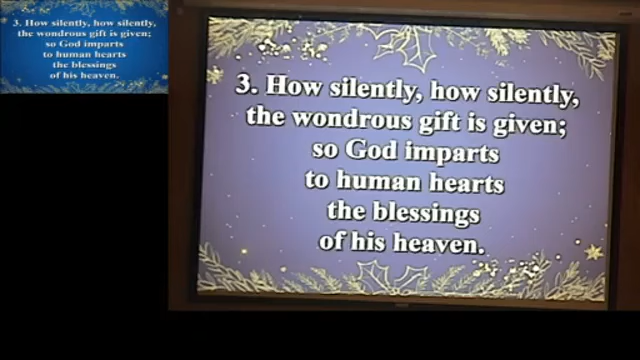 3. How silently, how silently,
the wondrous gift is given;
so God imparts
to human hearts
the blessings
of his heaven.
3. How silently, how silently,
the wondrous gift is given;
so God imparts
to human hearts
the blessings
of his heaven.